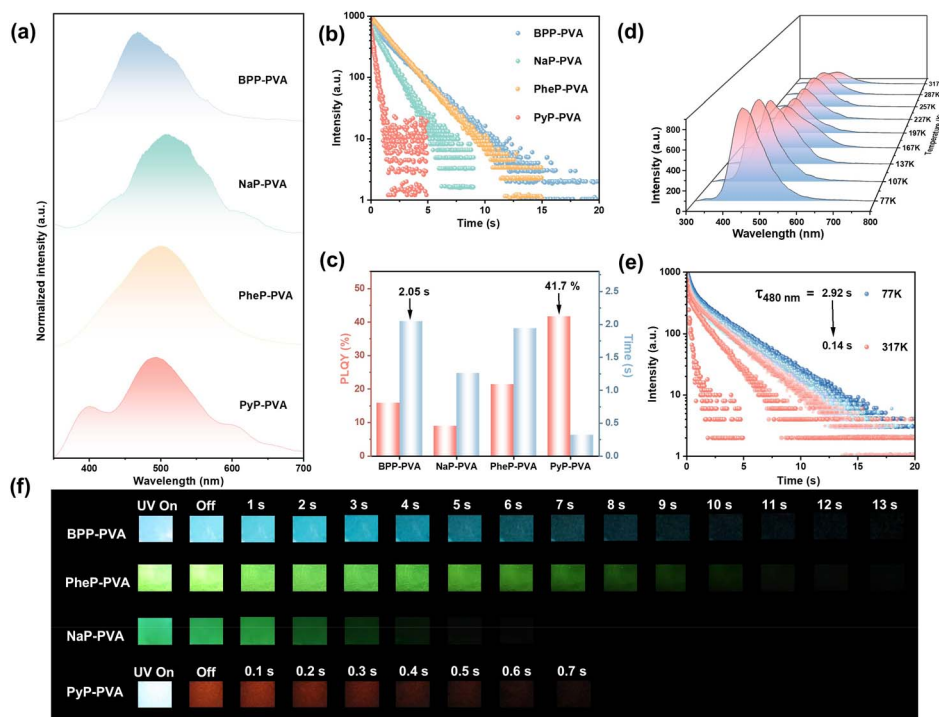 (a)
BPP-PVA
NaP-PVA
PheP-PVA
PyP-PVA
Normalized intensity (a.u.)
400 500 600 700
Wavelength (nm)
(b)
1000
100
10
1
Intensity (a.u.)
BPP-PVA
NaP-PVA
PheP-PVA
PyP-PVA
0 5 10 15 20
Time (s)
(c)
2.05 s
41.7 %
50
40
30
20
10
0
PLQY (%)
2.5
2.0
1.5
1.0
0.5
0.0
Time (s)
BPP-PVA NaP-PVA PheP-PVA PyP-PVA
(d)
800
600
400
200
0
Intensity (a.u.)
300 400 500 600 700 800
Wavelength (nm)
317K
287K
257K
227K
197K
167K
137K
107K
77K
(e)
1000
100
10
1
Intensity (a.u.)
τ480 nm = 2.92 s
77K
0.14 s
317K
0 5 10 15 20
Time (s)
(f)
UV On Off 1 s 2 s 3 s 4 s 5 s 6 s 7 s 8 s 9 s 10 s 11 s 12 s 13 s
BPP-PVA
PheP-PVA
NaP-PVA
UV On Off 0.1 s 0.2 s 0.3 s 0.4 s 0.5 s 0.6 s 0.7 s
PyP-PVA